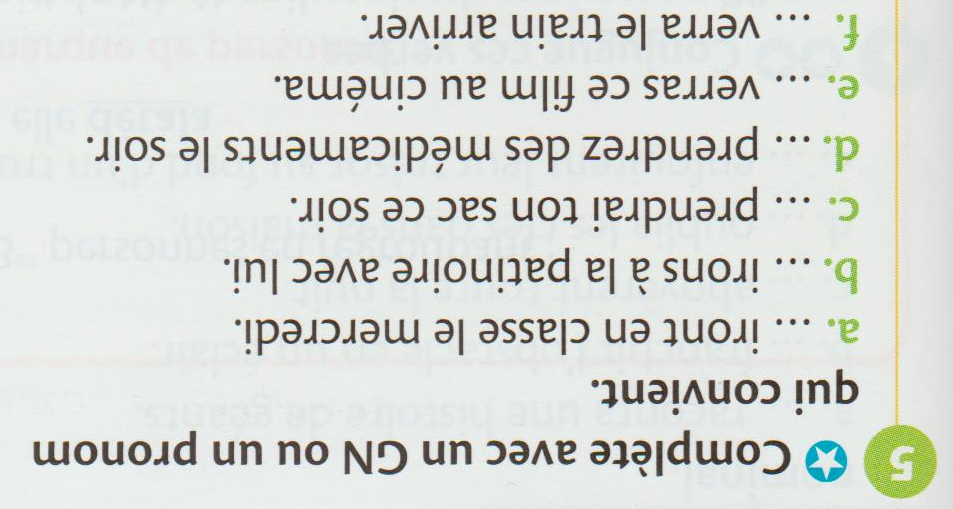 5 Complète avec un GN ou un pronom
qui convient.
a. ... iront en classe le mercredi.
b. ... irons à la patinoire avec lui.
c. ... prendrai ton sac ce soir.
d. ... prendrez des médicaments le soir.
e. ... verras ce film au cinéma.
f. ... verra le train arriver.